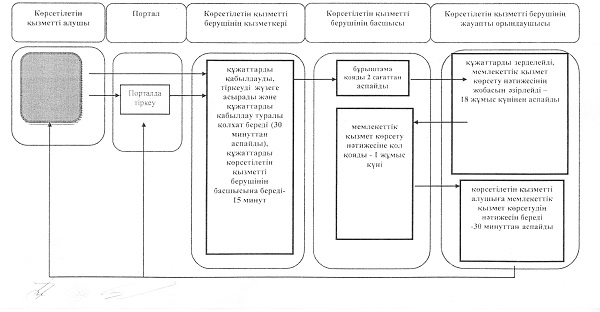 Көрсетілетін
қызметті алушы
Портал
Көрсетілетін қызметті
берушінің қызметкері
Көрсетілетін қызметті
берушінің басшысы
Көрсетілетін қызметті берушінің
жауапты орындаушысы
Порталда
тіркеу
құжаттарды
қабылдауды,
тіркеуді жүзеге
асырады және
құжаттарды
қабылдау туралы
қолхат береді (30
минуттан
аспайды),
құжаттарды
көрсетілетін
қызметті
берушінің
басшысына береді-
15 минут
бұрыштама
қояды 2 сағаттан
аспайды
мемлекеттік
қызмет көрсету
нәтижесіне қол
қояды – 1 жұмыс
күні
құжаттарды зерделейді,
мемлекеттік қызмет
көрсету нәтижесінің
жобасын әзірлейді –
18 жұмыс күнінен аспайды
көрсетілетін қызметті
алушыға мемлекеттік
қызмет көрсетудің
нәтижесін береді
-30 минуттан аспайды